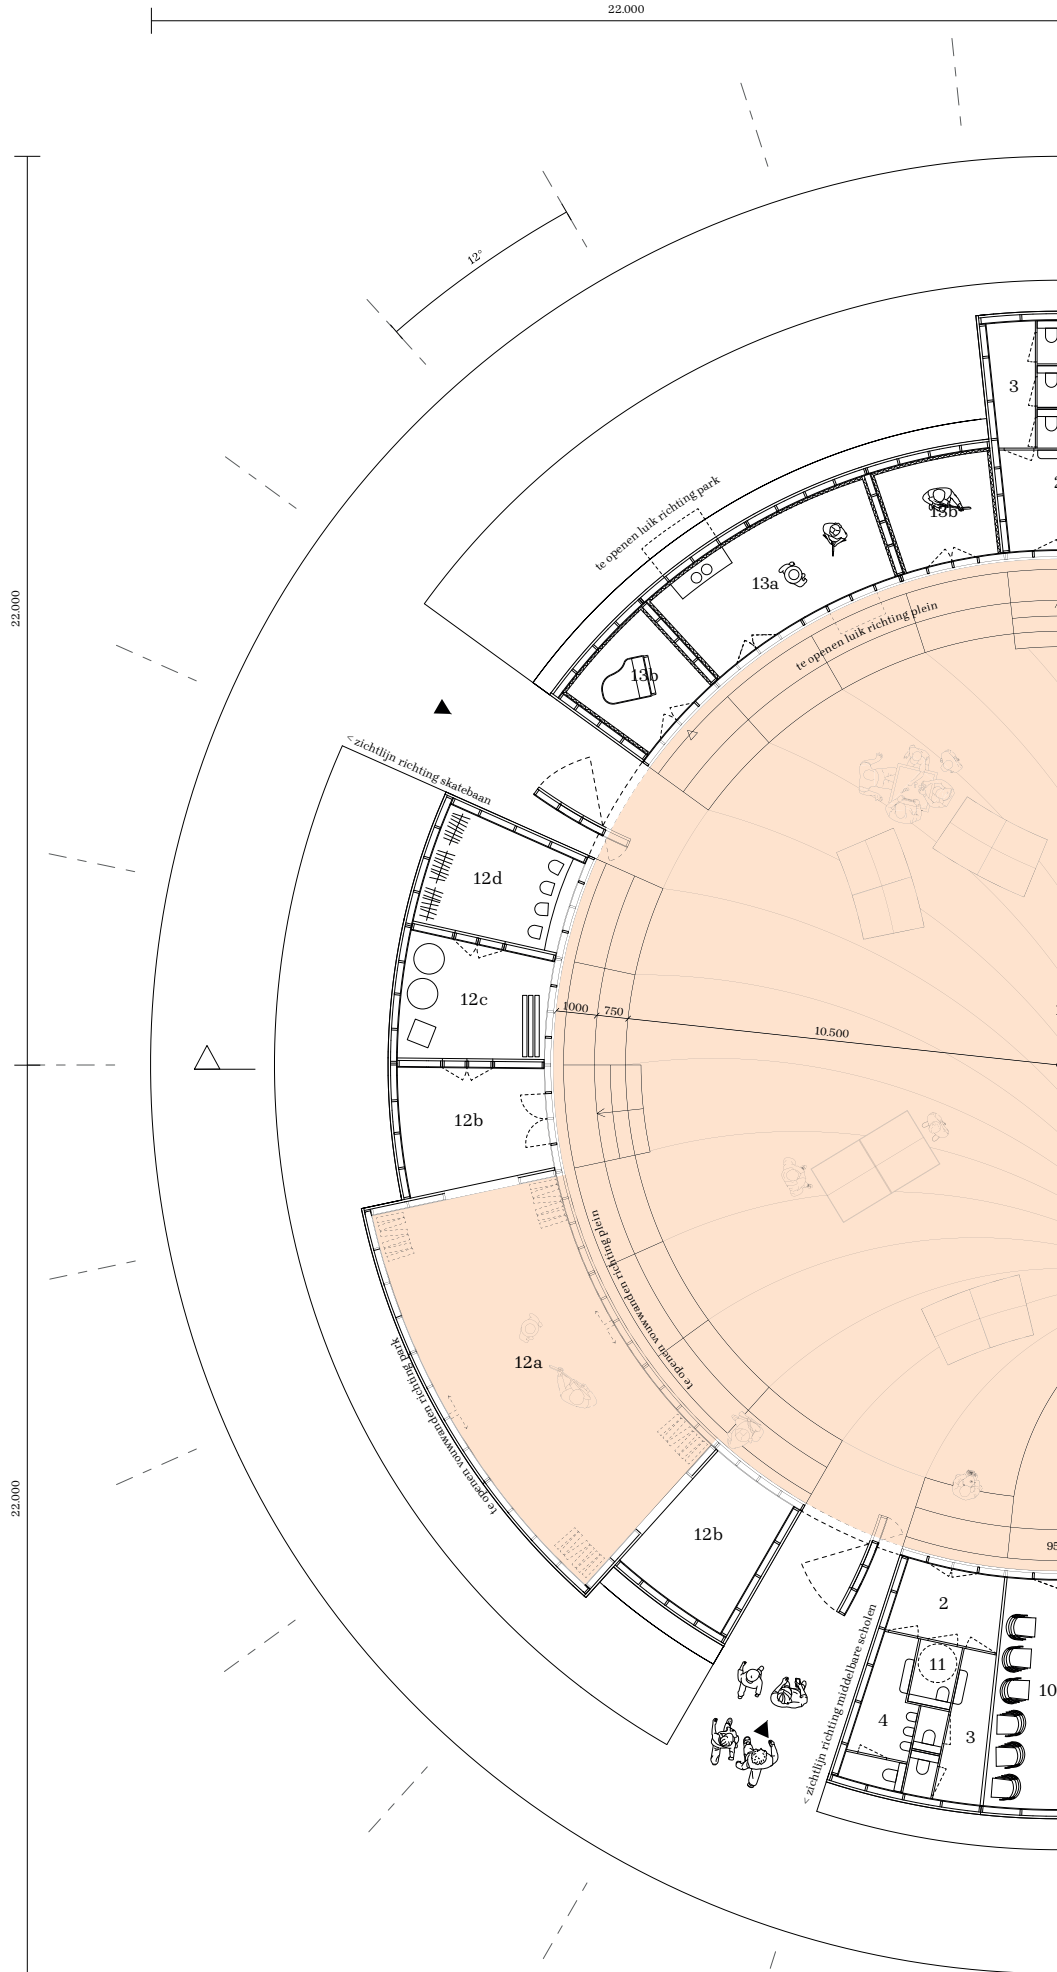 22.000
12°
3
2
te openen luik richting park
13b
13a
22.000
te openen luik richting plein
13b
< zichtlijn richting skatebaan
12d
12c
1000
750
10.500
12b
te openen vouwwanden richting plein
12a
te openen vouwwanden richting park
22.000
12b
95
2
< zichtlijn richting middelbare scholen
11
10
4
3